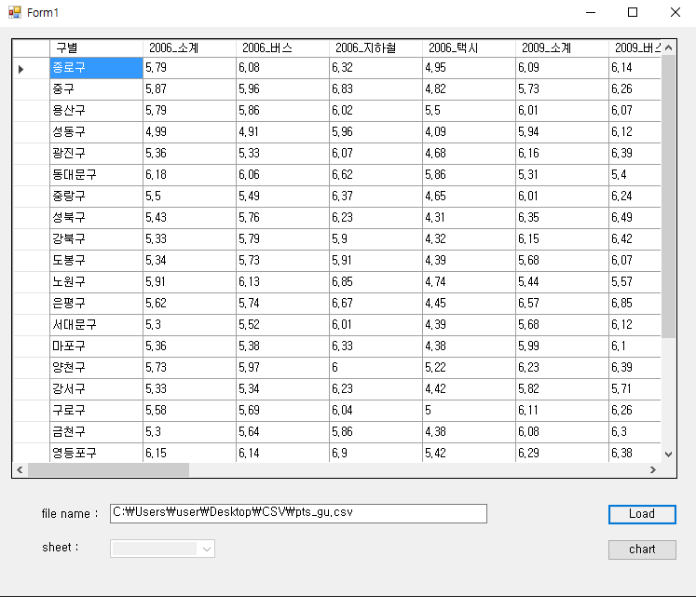 Form1
구별 2006_소계 2006_버스 2006_지하철 2006_택시 2009_소계 2009_버스
종로구 5.79 6.08 6.32 4.95 6.09 6.14
중구 5.87 5.96 6.83 4.82 5.73 6.26
용산구 5.79 5.86 6.02 5.5 6.01 6.07
성동구 4.99 4.91 5.96 4.09 5.94 6.12
광진구 5.36 5.33 6.07 4.68 6.16 6.39
동대문구 6.18 6.06 6.62 5.86 5.31 5.4
중랑구 5.5 5.49 6.37 4.65 6.01 6.24
성북구 5.43 5.76 6.23 4.31 6.35 6.49
강북구 5.33 5.79 5.9 4.32 6.15 6.42
도봉구 5.34 5.73 5.91 4.39 5.68 6.07
노원구 5.91 6.13 6.85 4.74 5.44 5.57
은평구 5.62 5.74 6.67 4.45 6.57 6.85
서대문구 5.3 5.52 6.01 4.39 5.68 6.12
마포구 5.36 5.38 6.33 4.38 5.99 6.1
양천구 5.73 5.97 6 5.22 6.23 6.39
강서구 5.33 5.34 6.23 4.42 5.82 5.71
구로구 5.58 5.69 6.04 5 6.11 6.26
금천구 5.3 5.64 5.86 4.38 6.08 6.3
영등포구 6.15 6.14 6.9 5.42 6.29 6.38
file name : C:₩Users₩user₩Desktop₩CSV₩pts_gu.csv Load
sheet : chart